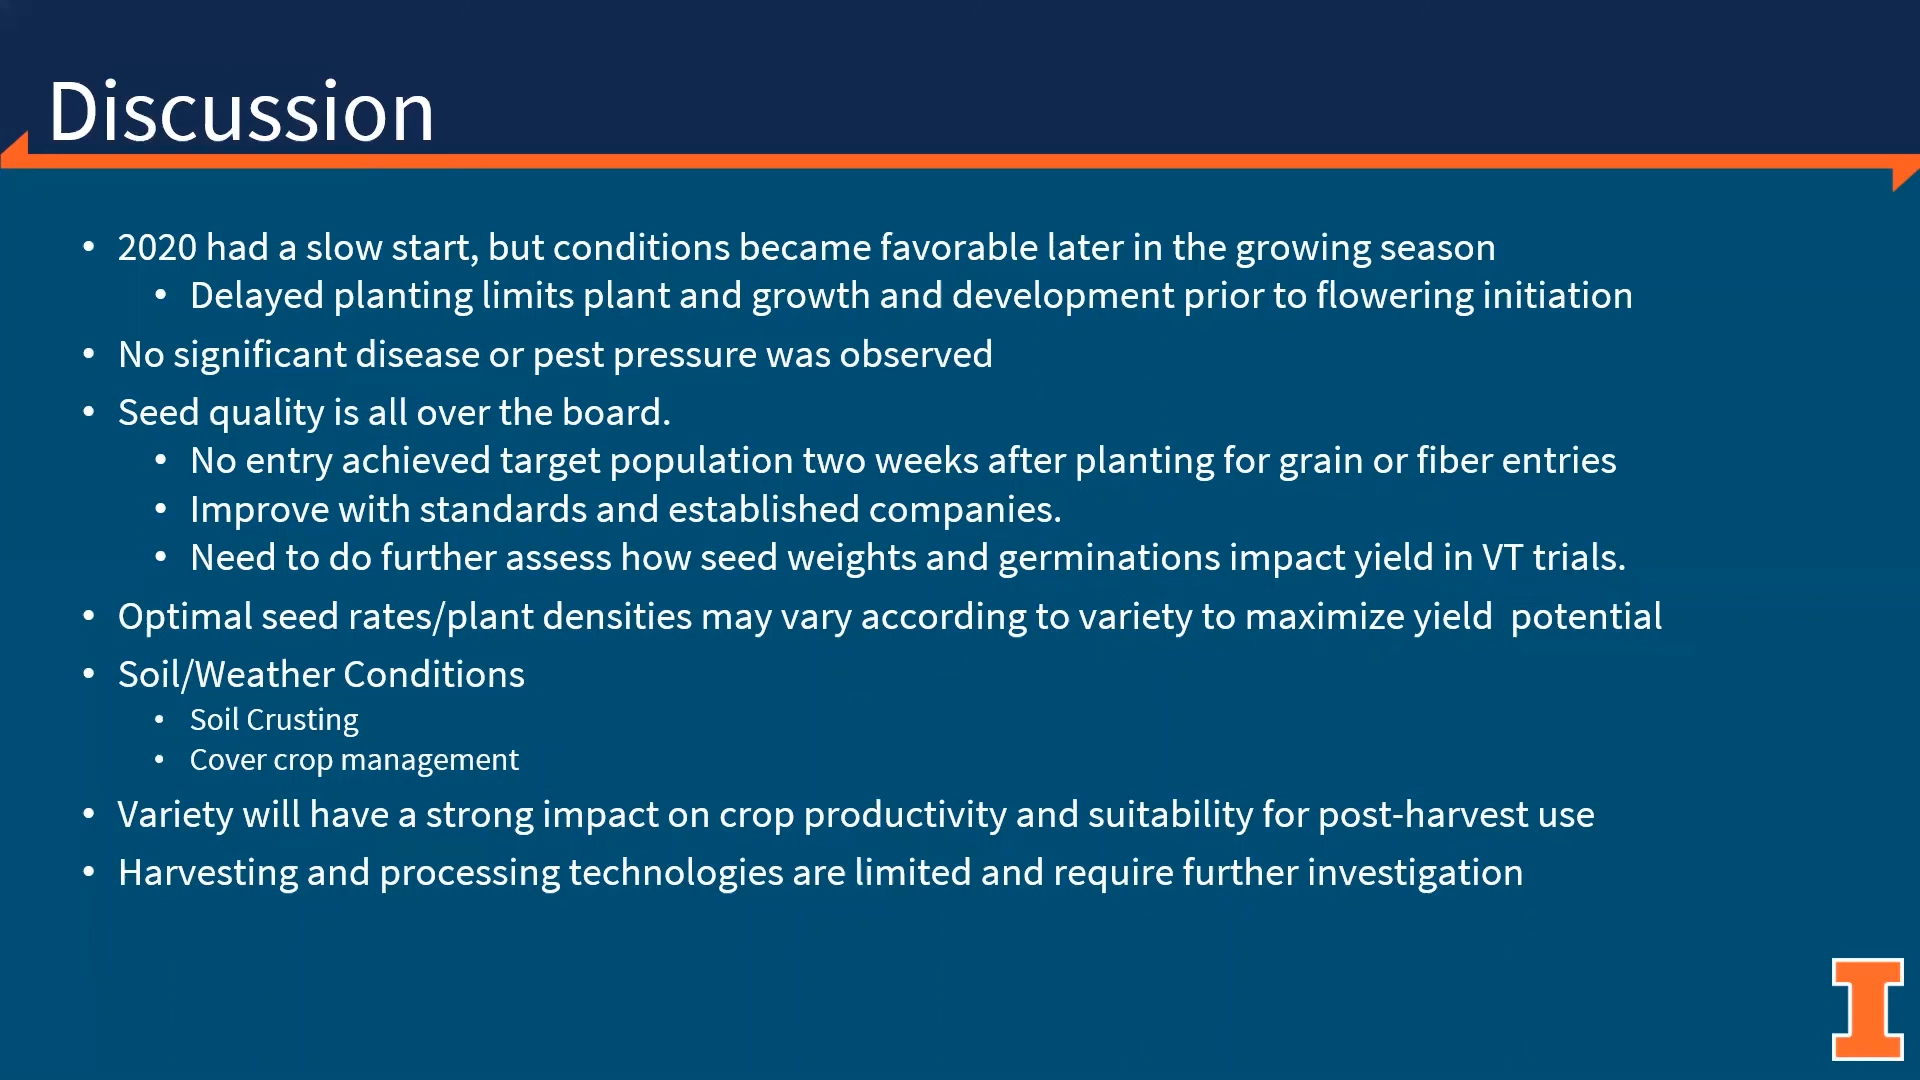 Discussion
• 2020 had a slow start, but conditions became favorable later in the growing season
• Delayed planting limits plant and growth and development prior to flowering initiation
• No significant disease or pest pressure was observed
• Seed quality is all over the board.
• No entry achieved target population two weeks after planting for grain or fiber entries
• Improve with standards and established companies.
• Need to do further assess how seed weights and germinations impact yield in VT trials.
• Optimal seed rates/plant densities may vary according to variety to maximize yield  potential
• Soil/Weather Conditions
• Soil Crusting
• Cover crop management
• Variety will have a strong impact on crop productivity and suitability for post-harvest use
• Harvesting and processing technologies are limited and require further investigation
I